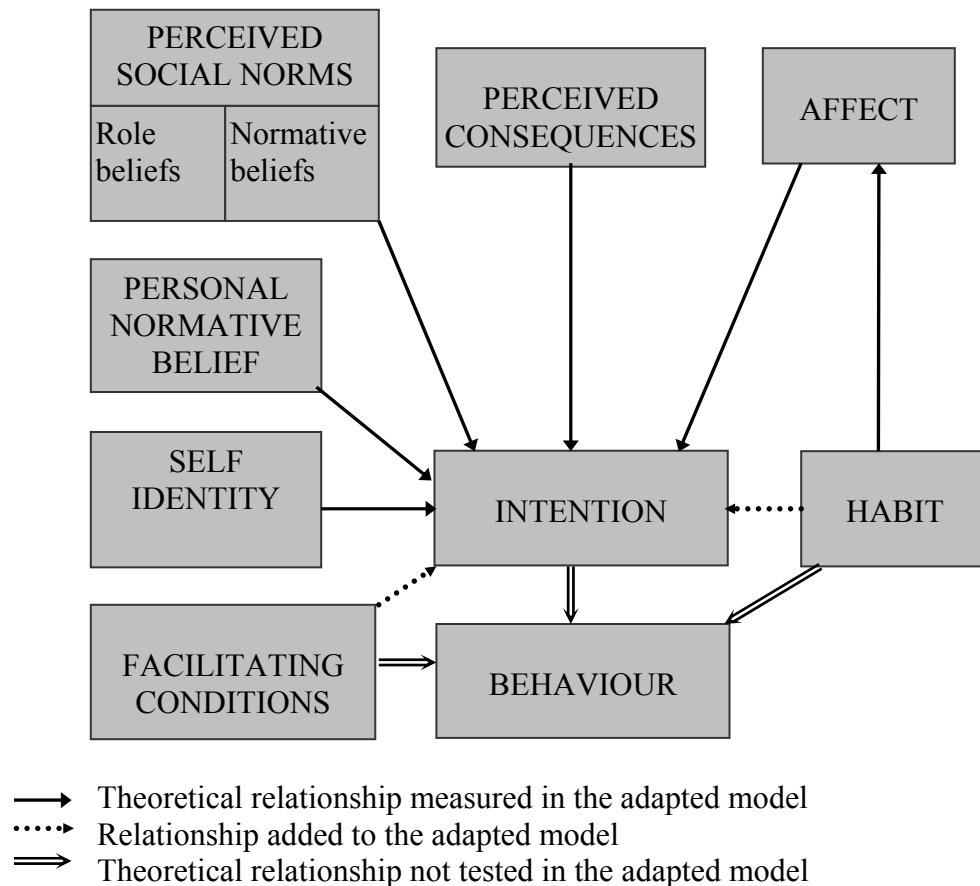 PERCEIVED
SOCIAL NORMS
Role
beliefs
Normative
beliefs
PERCEIVED
CONSEQUENCES
AFFECT
PERSONAL
NORMATIVE
BELIEF
SELF
IDENTITY
INTENTION
HABIT
FACILITATING
CONDITIONS
BEHAVIOUR
Theoretical relationship measured in the adapted model
Relationship added to the adapted model
Theoretical relationship not tested in the adapted model